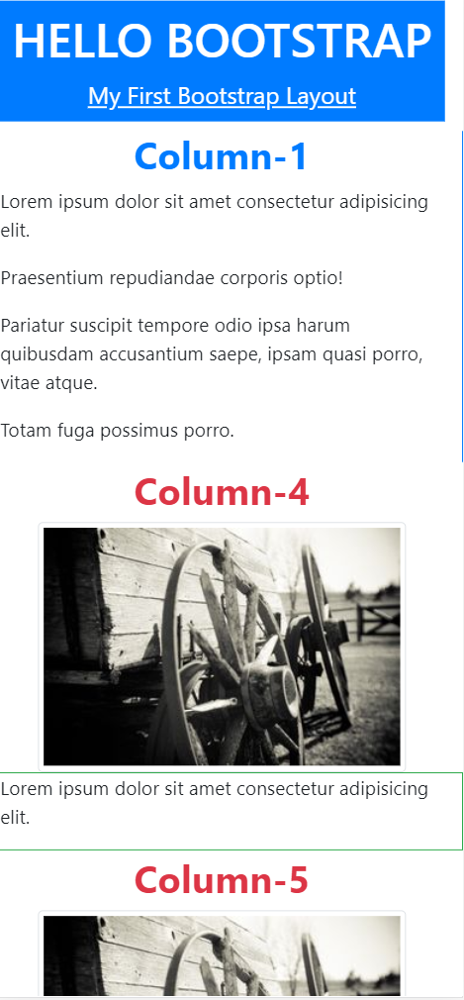 HELLO BOOTSTRAP
My First Bootstrap Layout
Column-1
Lorem ipsum dolor sit amet consectetur adipisicing
elit.
Praesentium repudiandae corporis optio!
Pariatur suscipit tempore odio ipsa harum
quibusdam accusantium saepe, ipsam quasi porro,
vitae atque.
Totam fuga possimus porro.
Column-4
Lorem ipsum dolor sit amet consectetur adipisicing
elit.
Column-5